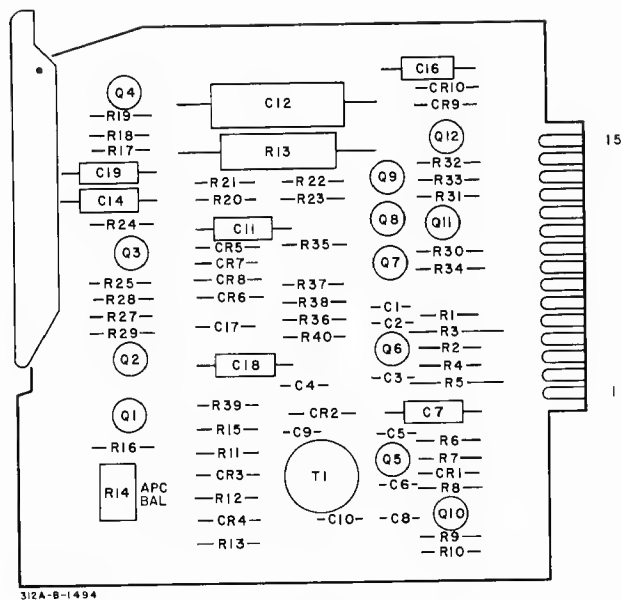 C16
CR10
CR9
Q4
R19
C12
Q12
15
R18
R17
R13
R32
C19
R21
R22
Q9
R33
R20
R23
R31
C14
R24
C11
Q8
Q11
CR5
R35
Q3
CR7
Q7
R30
R34
CR8
R25
R37
CR6
R28
R38
C1
R27
R36
R1
C17
C2
R29
R40
R3
Q2
Q6
R2
C18
R4
C4
C3
R5
1
R39
Q1
CR2
C7
R15
C9
C5
R16
R11
R6
CR3
T1
Q5
R7
CR1
R14
APC
BAL
R12
C6
R8
CR4
C10
C8
Q10
R13
R9
R10
312A-B-1494